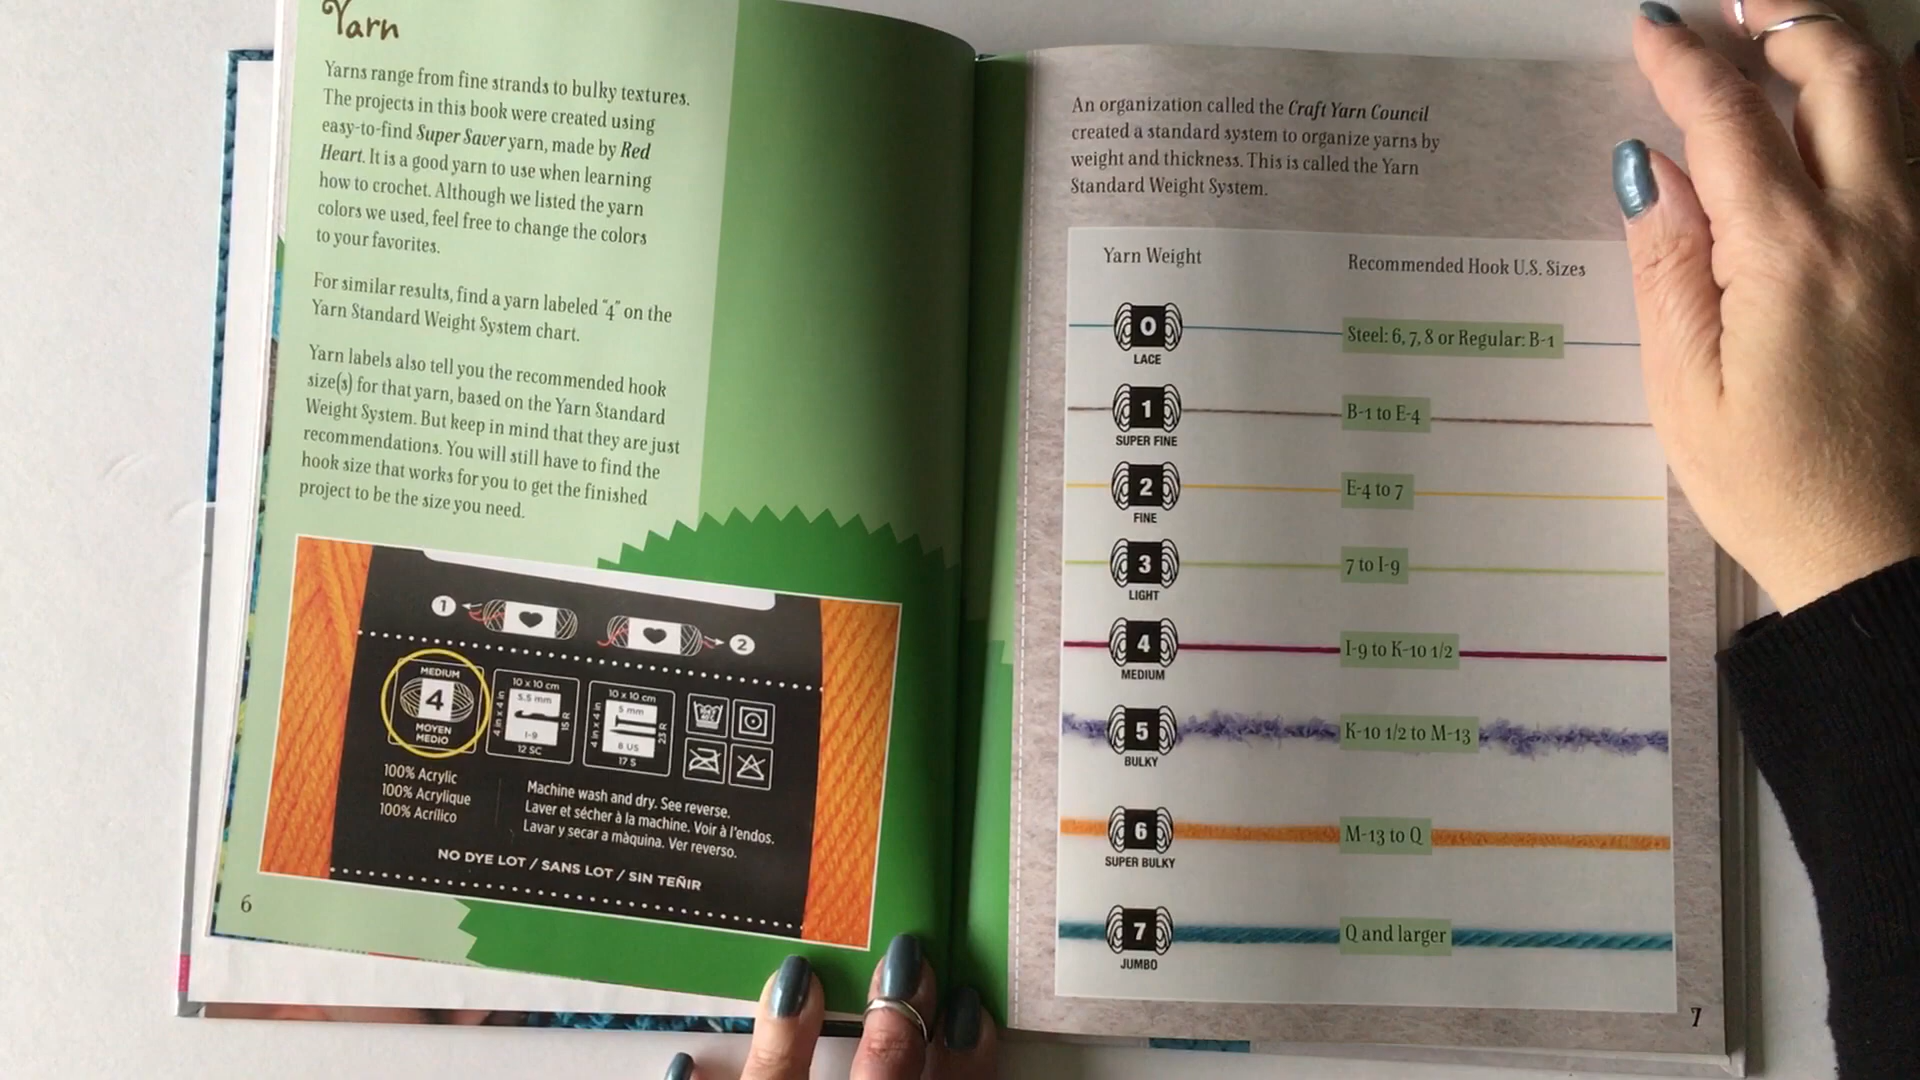 Yarn
Yarns range from fine strands to bulky textures.
The projects in this book were created using
easy-to-find Super Saver yarn, made by Red
Heart. It is a good yarn to use when learning
how to crochet. Although we listed the yarn
colors we used, feel free to change the colors
to your favorites.
For similar results, find a yarn labeled “4” on the
Yarn Standard Weight System chart.
Yarn labels also tell you the recommended hook
size(s) for that yarn, based on the Yarn Standard
Weight System. But keep in mind that they are just
recommendations. You will still have to find the
hook size that works for you to get the finished
project to be the size you need.
1
2
MEDIUM
4
MOYEN
MEDIO
10 x 10 cm
4 in x 4 in
5.5 mm
I-9
15 R
12 SC
10 x 10 cm
4 in x 4 in
5 mm
8 US
23 R
17 S
100% Acrylic
100% Acrylique
100% Acrílico
Machine wash and dry. See reverse.
Laver et sécher à la machine. Voir à l'endos.
Lavar y secar a màquina. Ver reverso.
NO DYE LOT / SANS LOT / SIN TEÑIR
6
An organization called the Craft Yarn Council
created a standard system to organize yarns by
weight and thickness. This is called the Yarn
Standard Weight System.
Yarn Weight
Recommended Hook U.S. Sizes
0
LACE
Steel: 6, 7, 8 or Regular: B-1
1
SUPER FINE
B-1 to E-4
2
FINE
E-4 to 7
3
LIGHT
7 to I-9
4
MEDIUM
I-9 to K-10 1/2
5
BULKY
K-10 1/2 to M-13
6
SUPER BULKY
M-13 to Q
7
JUMBO
Q and larger
7